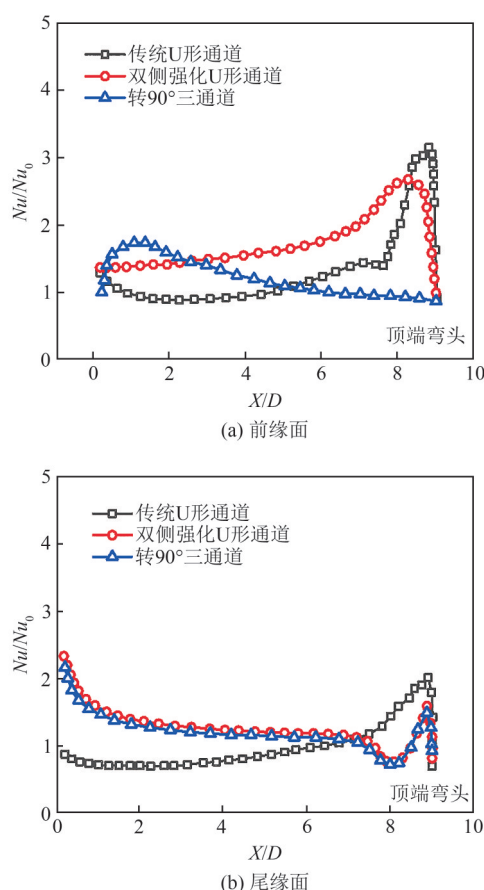 5
4
3
2
1
0
Nu/Nu₀
传统U形通道
双侧强化U形通道
转90°三通道
顶端弯头
0 2 4 6 8 10
X/D
(a) 前缘面
5
4
3
2
1
0
Nu/Nu₀
传统U形通道
双侧强化U形通道
转90°三通道
顶端弯头
0 2 4 6 8 10
X/D
(b) 尾缘面